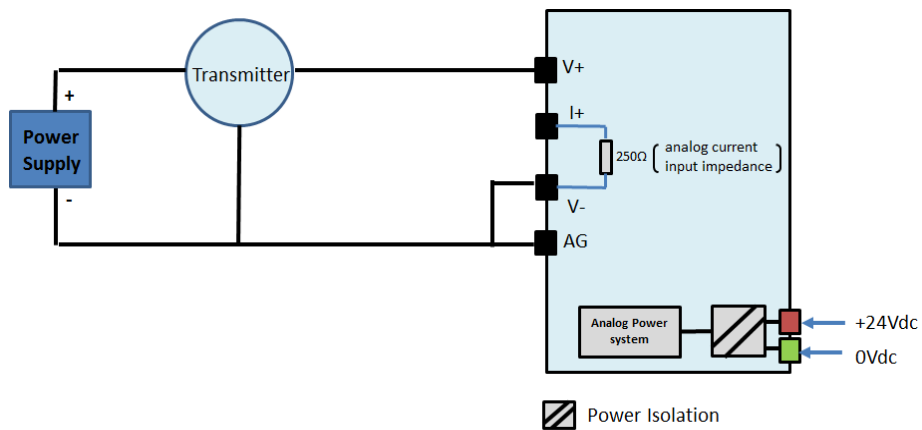 Transmitter
V+
+
Power
Supply
-
I+
250Ω
analog current
input impedance
V-
AG
Analog Power
system
+24Vdc
0Vdc
Power Isolation